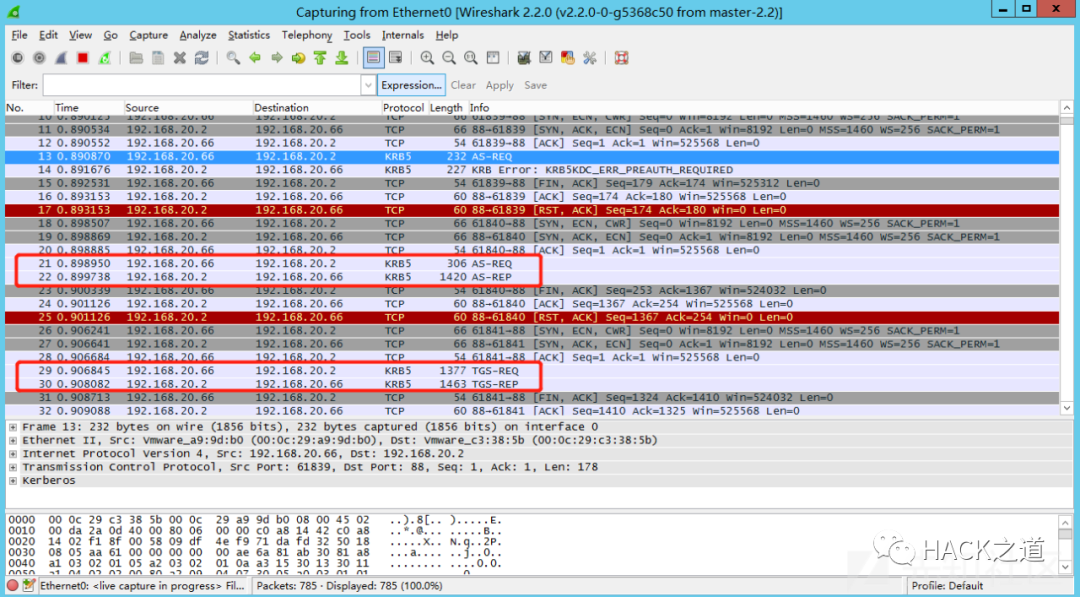 Capturing from Ethernet0 [Wireshark 2.2.0 (v2.2.0-0-g5368c50 from master-2.2)]
File Edit View Go Capture Analyze Statistics Telephony Tools Internals Help
Filter: Expression... Clear Apply Save
No. Time Source Destination Protocol Length Info
10 0.890125 192.168.20.66 192.168.20.2 TCP 66 61839→88 [SYN, ECN, CWR] Seq=0 Win=8192 Len=0 MSS=1460 WS=256 SACK_PERM=1
11 0.890534 192.168.20.2 192.168.20.66 TCP 66 88→61839 [SYN, ACK, ECN] Seq=0 Ack=1 Win=8192 Len=0 MSS=1460 WS=256 SACK_PERM=1
12 0.890552 192.168.20.66 192.168.20.2 TCP 54 61839→88 [ACK] Seq=1 Ack=1 Win=525568 Len=0
13 0.890870 192.168.20.66 192.168.20.2 KRB5 232 AS-REQ
14 0.891676 192.168.20.2 192.168.20.66 KRB5 227 KRB Error: KRB5KDC_ERR_PREAUTH_REQUIRED
15 0.892531 192.168.20.66 192.168.20.2 TCP 54 61839→88 [FIN, ACK] Seq=179 Ack=174 Win=525312 Len=0
16 0.893153 192.168.20.2 192.168.20.66 TCP 60 88→61839 [ACK] Seq=174 Ack=180 Win=525568 Len=0
17 0.893153 192.168.20.2 192.168.20.66 TCP 60 88→61839 [RST, ACK] Seq=174 Ack=180 Win=0 Len=0
18 0.898507 192.168.20.66 192.168.20.2 TCP 66 61840→88 [SYN, ECN, CWR] Seq=0 Win=8192 Len=0 MSS=1460 WS=256 SACK_PERM=1
19 0.898869 192.168.20.2 192.168.20.66 TCP 66 88→61840 [SYN, ACK, ECN] Seq=0 Ack=1 Win=8192 Len=0 MSS=1460 WS=256 SACK_PERM=1
20 0.898885 192.168.20.66 192.168.20.2 TCP 54 61840→88 [ACK] Seq=1 Ack=1 Win=525568 Len=0
21 0.898950 192.168.20.66 192.168.20.2 KRB5 306 AS-REQ
22 0.899738 192.168.20.2 192.168.20.66 KRB5 1420 AS-REP
23 0.900339 192.168.20.66 192.168.20.2 TCP 54 61840→88 [FIN, ACK] Seq=253 Ack=1367 Win=524032 Len=0
24 0.901126 192.168.20.2 192.168.20.66 TCP 60 88→61840 [ACK] Seq=1367 Ack=254 Win=525568 Len=0
25 0.901126 192.168.20.2 192.168.20.66 TCP 60 88→61840 [RST, ACK] Seq=1367 Ack=254 Win=0 Len=0
26 0.906241 192.168.20.66 192.168.20.2 TCP 66 61841→88 [SYN, ECN, CWR] Seq=0 Win=8192 Len=0 MSS=1460 WS=256 SACK_PERM=1
27 0.906641 192.168.20.2 192.168.20.66 TCP 66 88→61841 [SYN, ACK, ECN] Seq=0 Ack=1 Win=8192 Len=0 MSS=1460 WS=256 SACK_PERM=1
28 0.906684 192.168.20.66 192.168.20.2 TCP 54 61841→88 [ACK] Seq=1 Ack=1 Win=525568 Len=0
29 0.906845 192.168.20.66 192.168.20.2 KRB5 1377 TGS-REQ
30 0.908082 192.168.20.2 192.168.20.66 KRB5 1463 TGS-REP
31 0.908713 192.168.20.66 192.168.20.2 TCP 54 61841→88 [FIN, ACK] Seq=1324 Ack=1410 Win=524032 Len=0
32 0.909088 192.168.20.2 192.168.20.66 TCP 60 88→61841 [ACK] Seq=1410 Ack=1325 Win=525568 Len=0
Frame 13: 232 bytes on wire (1856 bits), 232 bytes captured (1856 bits) on interface 0
Ethernet II, Src: Vmware_a9:9d:b0 (00:0c:29:a9:9d:b0), Dst: Vmware_c3:38:5b (00:0c:29:c3:38:5b)
Internet Protocol Version 4, Src: 192.168.20.66, Dst: 192.168.20.2
Transmission Control Protocol, Src Port: 61839, Dst Port: 88, Seq: 1, Ack: 1, Len: 178
Kerberos
0000 00 0c 29 c3 38 5b 00 0c 29 a9 9d b0 08 00 45 02 ..).8[.. ).....E.
0010 00 da 2a 0d 40 00 80 06 00 00 c0 a8 14 42 c0 a8 ..*.@... .....B..
0020 14 02 f1 8f 00 58 09 df 4e f9 71 da fd 32 50 18 .....X.. N.q..2P.
0030 08 05 aa 61 00 00 00 00 00 ae 6a 81 ab 30 81 a8 ...a.... ..j..0..
0040 a1 03 02 01 05 a2 03 02 01 0a a3 15 30 13 30 11 ........ ....0.0.
Ethernet0: <live capture in progress> Fil... Packets: 785 · Displayed: 785 (100.0%) Profile: Default
HACK之道